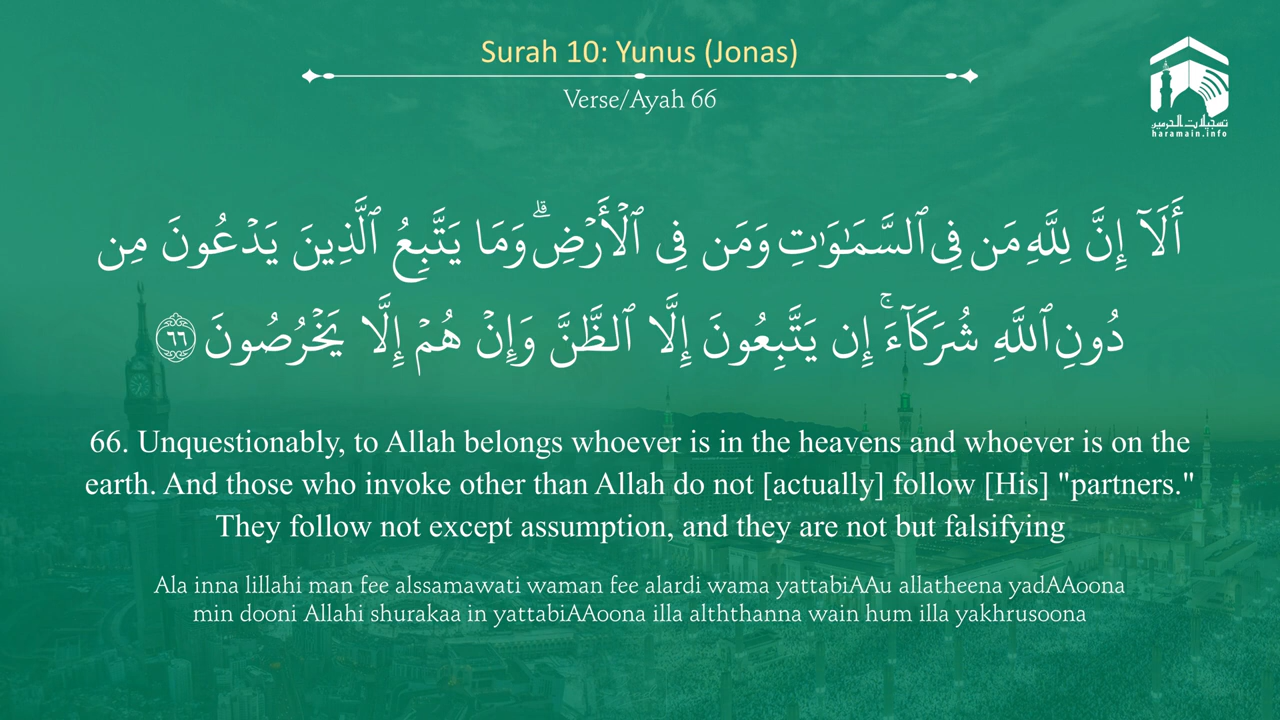 Surah 10: Yunus (Jonas)
Verse/Ayah 66
تسجيلات الحرمين
haramain.info
أَلَآ إِنَّ لِلَّهِ مَن فِى ٱلسَّمَـٰوَٰتِ وَمَن فِى ٱلْأَرْضِ ۗ وَمَا يَتَّبِعُ ٱلَّذِينَ يَدْعُونَ مِن
دُونِ ٱللَّهِ شُرَكَآءَ ۚ إِن يَتَّبِعُونَ إِلَّا ٱلظَّنَّ وَإِنْ هُمْ إِلَّا يَخْرُصُونَ ٦٦
66. Unquestionably, to Allah belongs whoever is in the heavens and whoever is on the
earth. And those who invoke other than Allah do not [actually] follow [His] "partners."
They follow not except assumption, and they are not but falsifying
Ala inna lillahi man fee alssamawati waman fee alardi wama yattabiAAu allatheena yadAAoona
min dooni Allahi shurakaa in yattabiAAoona illa alththanna wain hum illa yakhrusoona